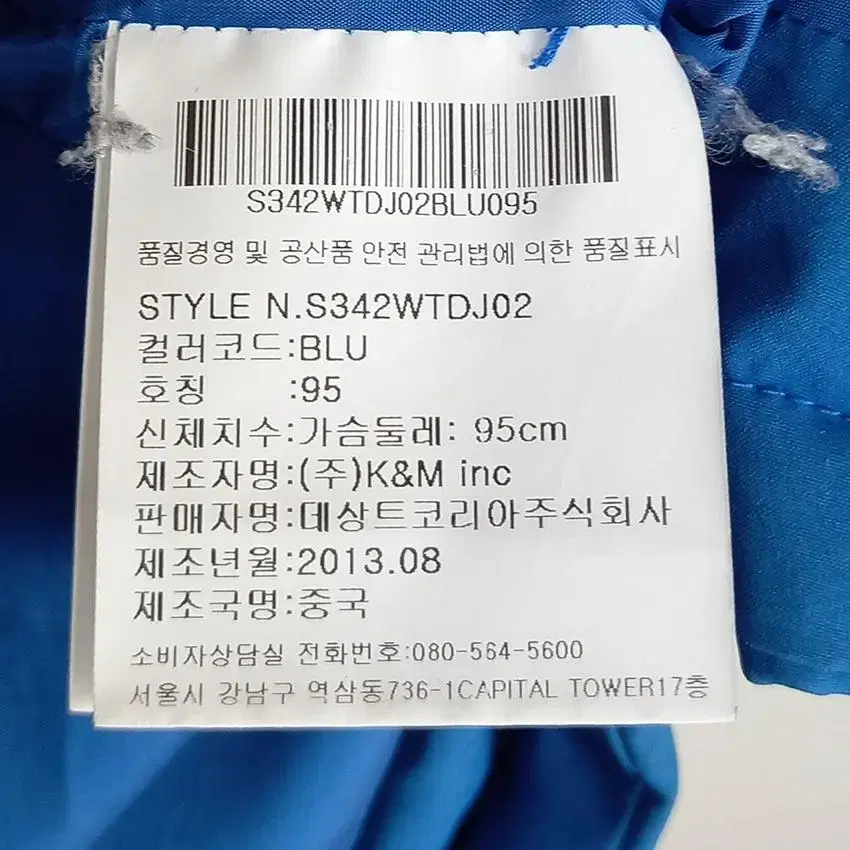 S342WTDJ02BLU095
품질경영 및 공산품 안전 관리법에 의한 품질표시
STYLE N.S342WTDJ02
컬러코드:BLU
호칭 :95
신체치수:가슴둘레: 95cm
제조자명:(주)K&M inc
판매자명:데상트코리아주식회사
제조년월:2013.08
제조국명:중국
소비자상담실 전화번호:080-564-5600
서울시 강남구 역삼동736-1CAPITAL TOWER17층